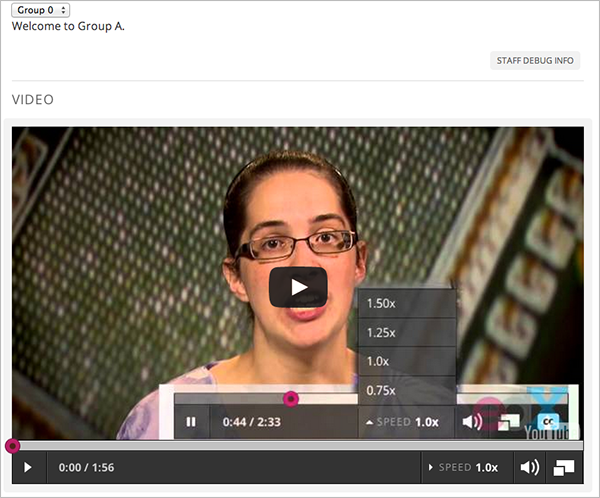 Group 0
Welcome to Group A.
STAFF DEBUG INFO
VIDEO
1.50x
1.25x
1.0x
0.75x
0:44 / 2:33
SPEED 1.0x
CC
YouTube
0:00 / 1:56
SPEED 1.0x